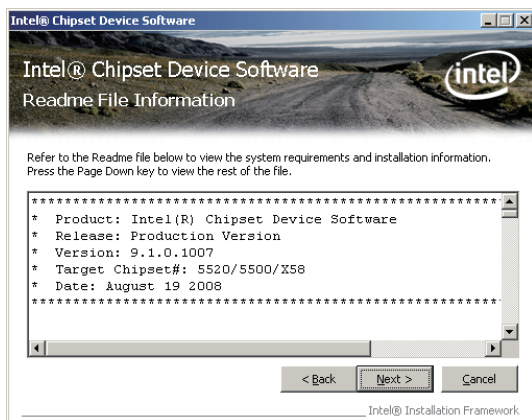 Intel® Chipset Device Software
Intel® Chipset Device Software
intel
Readme File Information
Refer to the Readme file below to view the system requirements and installation information.
Press the Page Down key to view the rest of the file.
************************************************************
* Product: Intel(R) Chipset Device Software
* Release: Production Version
* Version: 9.1.0.1007
* Target Chipset#: 5520/5500/X58
* Date: August 19 2008
************************************************************
< Back Next > Cancel
Intel® Installation Framework